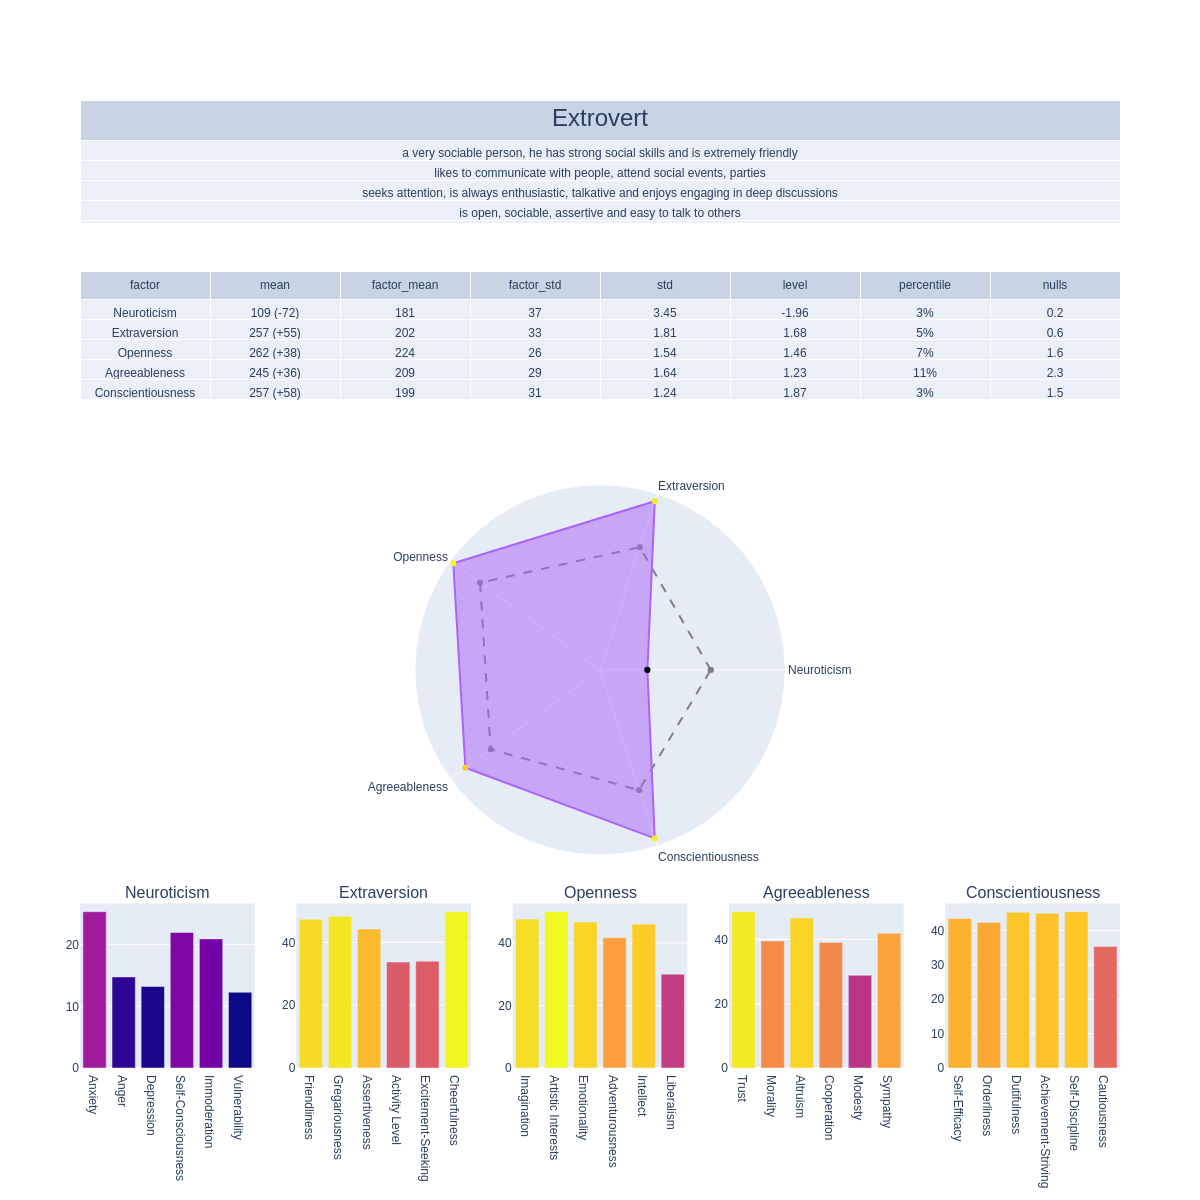 Extrovert
a very sociable person, he has strong social skills and is extremely friendly
likes to communicate with people, attend social events, parties
seeks attention, is always enthusiastic, talkative and enjoys engaging in deep discussions
is open, sociable, assertive and easy to talk to others
factor mean factor_mean factor_std std level percentile nulls
Neuroticism 109 (-72) 181 37 3.45 -1.96 3% 0.2
Extraversion 257 (+55) 202 33 1.81 1.68 5% 0.6
Openness 262 (+38) 224 26 1.54 1.46 7% 1.6
Agreeableness 245 (+36) 209 29 1.64 1.23 11% 2.3
Conscientiousness 257 (+58) 199 31 1.24 1.87 3% 1.5
Extraversion
Openness
Neuroticism
Agreeableness
Conscientiousness
Neuroticism
20
10
0
Anxiety
Anger
Depression
Self-Consciousness
Immoderation
Vulnerability
Extraversion
40
20
0
Friendliness
Gregariousness
Assertiveness
Activity Level
Excitement-Seeking
Cheerfulness
Openness
40
20
0
Imagination
Artistic Interests
Emotionality
Adventurousness
Intellect
Liberalism
Agreeableness
40
20
0
Trust
Morality
Altruism
Cooperation
Modesty
Sympathy
Conscientiousness
40
30
20
10
0
Self-Efficacy
Orderliness
Dutifulness
Achievement-Striving
Self-Discipline
Cautiousness